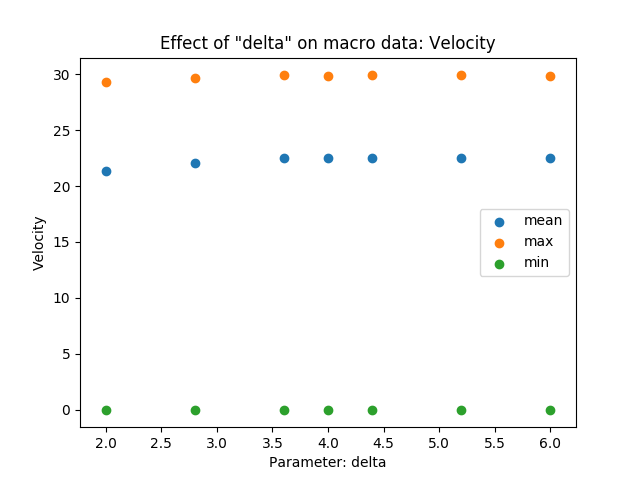 Effect of "delta" on macro data: Velocity
30
25
20
15
10
5
0
Velocity
mean
max
min
2.0 2.5 3.0 3.5 4.0 4.5 5.0 5.5 6.0
Parameter: delta